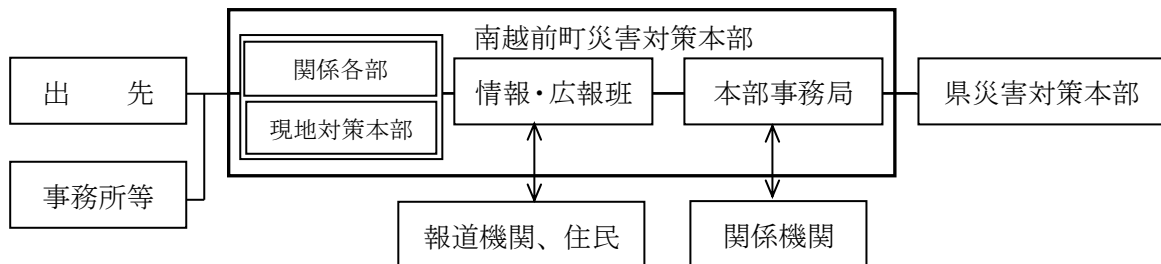 南越前町災害対策本部
出　　先
関係各部
情報・広報班
本部事務局
県災害対策本部
現地対策本部
事務所等
報道機関、住民
関係機関